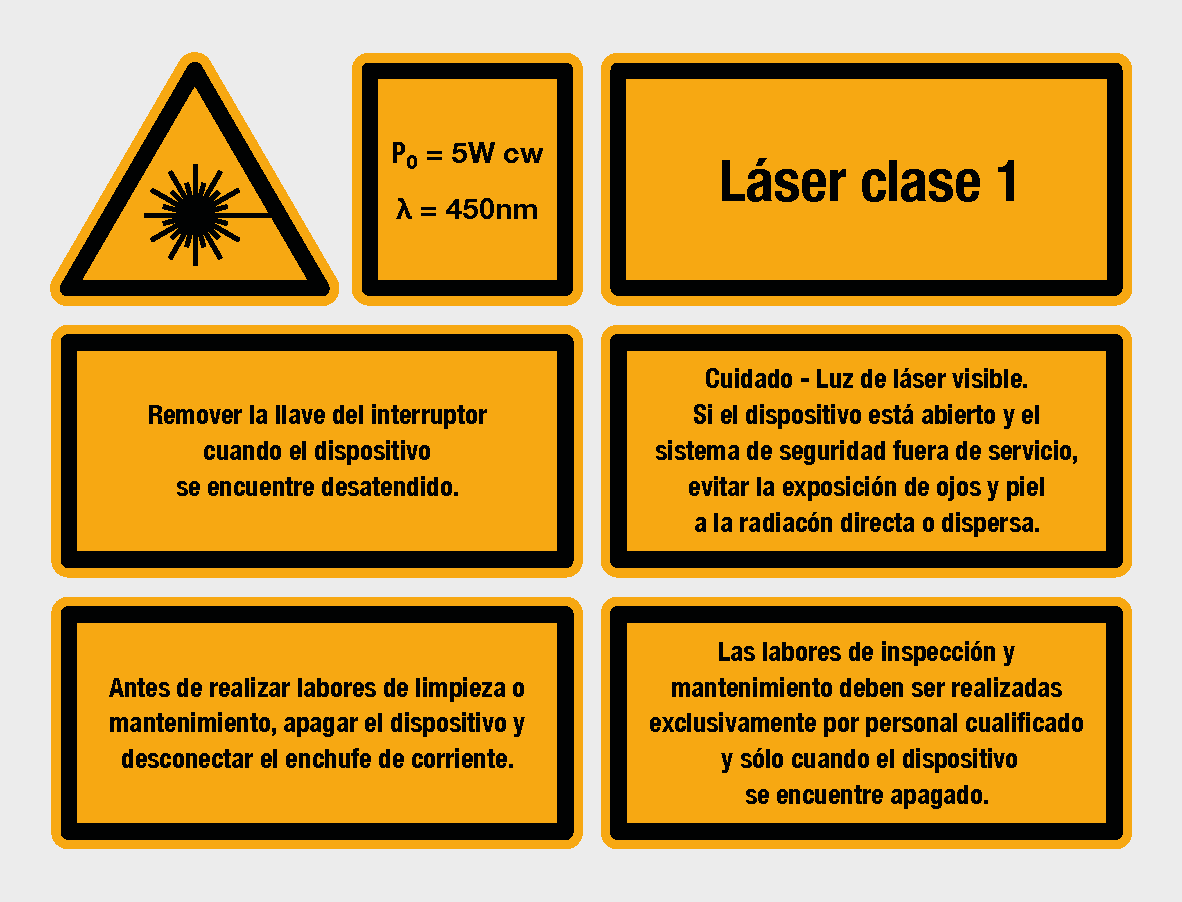 P₀ = 5W cw
λ = 450nm
Láser clase 1
Remover la llave del interruptor
cuando el dispositivo
se encuentre desatendido.
Cuidado - Luz de láser visible.
Si el dispositivo está abierto y el
sistema de seguridad fuera de servicio,
evitar la exposición de ojos y piel
a la radiacón directa o dispersa.
Antes de realizar labores de limpieza o
mantenimiento, apagar el dispositivo y
desconectar el enchufe de corriente.
Las labores de inspección y
mantenimiento deben ser realizadas
exclusivamente por personal cualificado
y sólo cuando el dispositivo
se encuentre apagado.